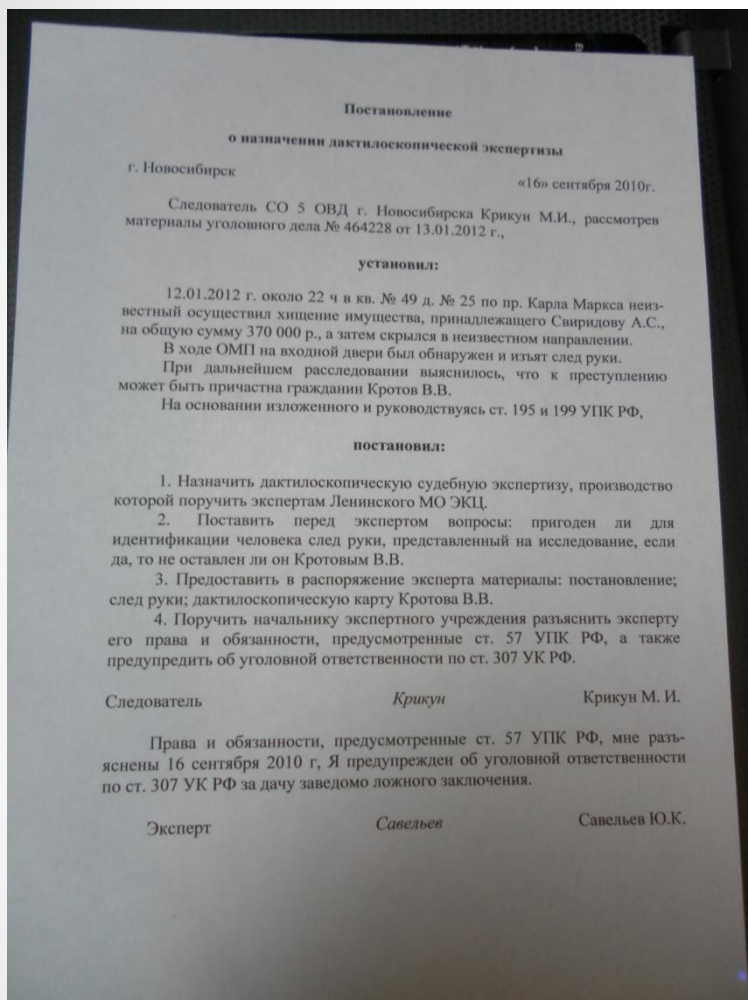 Постановление
о назначении дактилоскопической экспертизы
г. Новосибирск
«16» сентября 2010г.
Следователь СО 5 ОВД г. Новосибирска Крикун М.И., рассмотрев
материалы уголовного дела № 464228 от 13.01.2012 г.,
установил:
12.01.2012 г. около 22 ч в кв. № 49 д. № 25 по пр. Карла Маркса неиз-
вестный осуществил хищение имущества, принадлежащего Свиридову А.С.,
на общую сумму 370 000 р., а затем скрылся в неизвестном направлении.
В ходе ОМП на входной двери был обнаружен и изъят след руки.
При дальнейшем расследовании выяснилось, что к преступлению
может быть причастна гражданин Кротов В.В.
На основании изложенного и руководствуясь ст. 195 и 199 УПК РФ,
постановил:
1. Назначить дактилоскопическую судебную экспертизу, производство
которой поручить экспертам Ленинского МО ЭКЦ.
2. Поставить перед экспертом вопросы: пригоден ли для
идентификации человека след руки, представленный на исследование, если
да, то не оставлен ли он Кротовым В.В.
3. Предоставить в распоряжение эксперта материалы: постановление;
след руки; дактилоскопическую карту Кротова В.В.
4. Поручить начальнику экспертного учреждения разъяснить эксперту
его права и обязанности, предусмотренные ст. 57 УПК РФ, а также
предупредить об уголовной ответственности по ст. 307 УК РФ.
Следователь Крикун Крикун М. И.
Права и обязанности, предусмотренные ст. 57 УПК РФ, мне разъ-
яснены 16 сентября 2010 г, Я предупрежден об уголовной ответственности
по ст. 307 УК РФ за дачу заведомо ложного заключения.
Эксперт Савельев Савельев Ю.К.